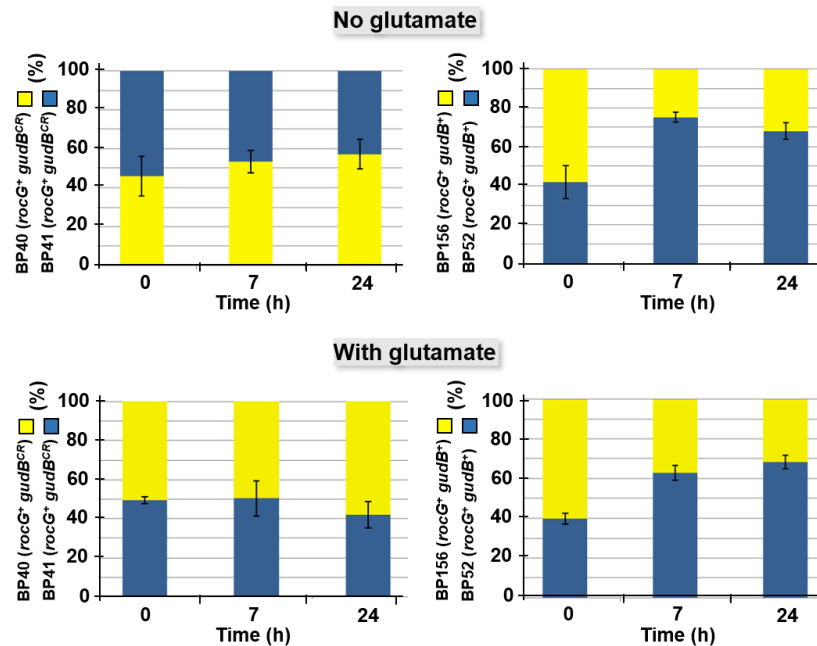 No glutamate
BP40 (rocG⁺ gudBᶜᴿ) (%)
BP41 (rocG⁺ gudBᶜᴿ)
100
80
60
40
20
0
0 7 24
Time (h)
BP156 (rocG⁺ gudB⁺) (%)
BP52 (rocG⁺ gudB⁺)
100
80
60
40
20
0
0 7 24
Time (h)
With glutamate
BP40 (rocG⁺ gudBᶜᴿ) (%)
BP41 (rocG⁺ gudBᶜᴿ)
100
80
60
40
20
0
0 7 24
Time (h)
BP156 (rocG⁺ gudB⁺) (%)
BP52 (rocG⁺ gudB⁺)
100
80
60
40
20
0
0 7 24
Time (h)